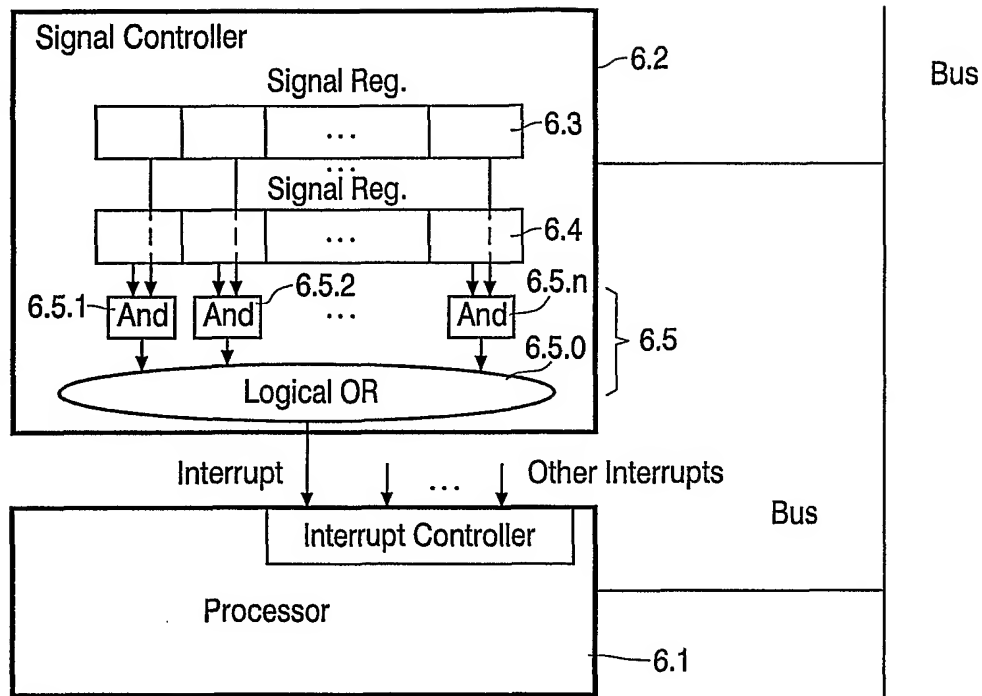 Signal Controller
6.2
Bus
Signal Reg.
...
6.3
...
Signal Reg.
...
6.4
6.5.1
And
And
6.5.2
...
And
6.5.n
6.5
6.5.0
Logical OR
Interrupt
...
Other Interrupts
Bus
Interrupt Controller
Processor
6.1